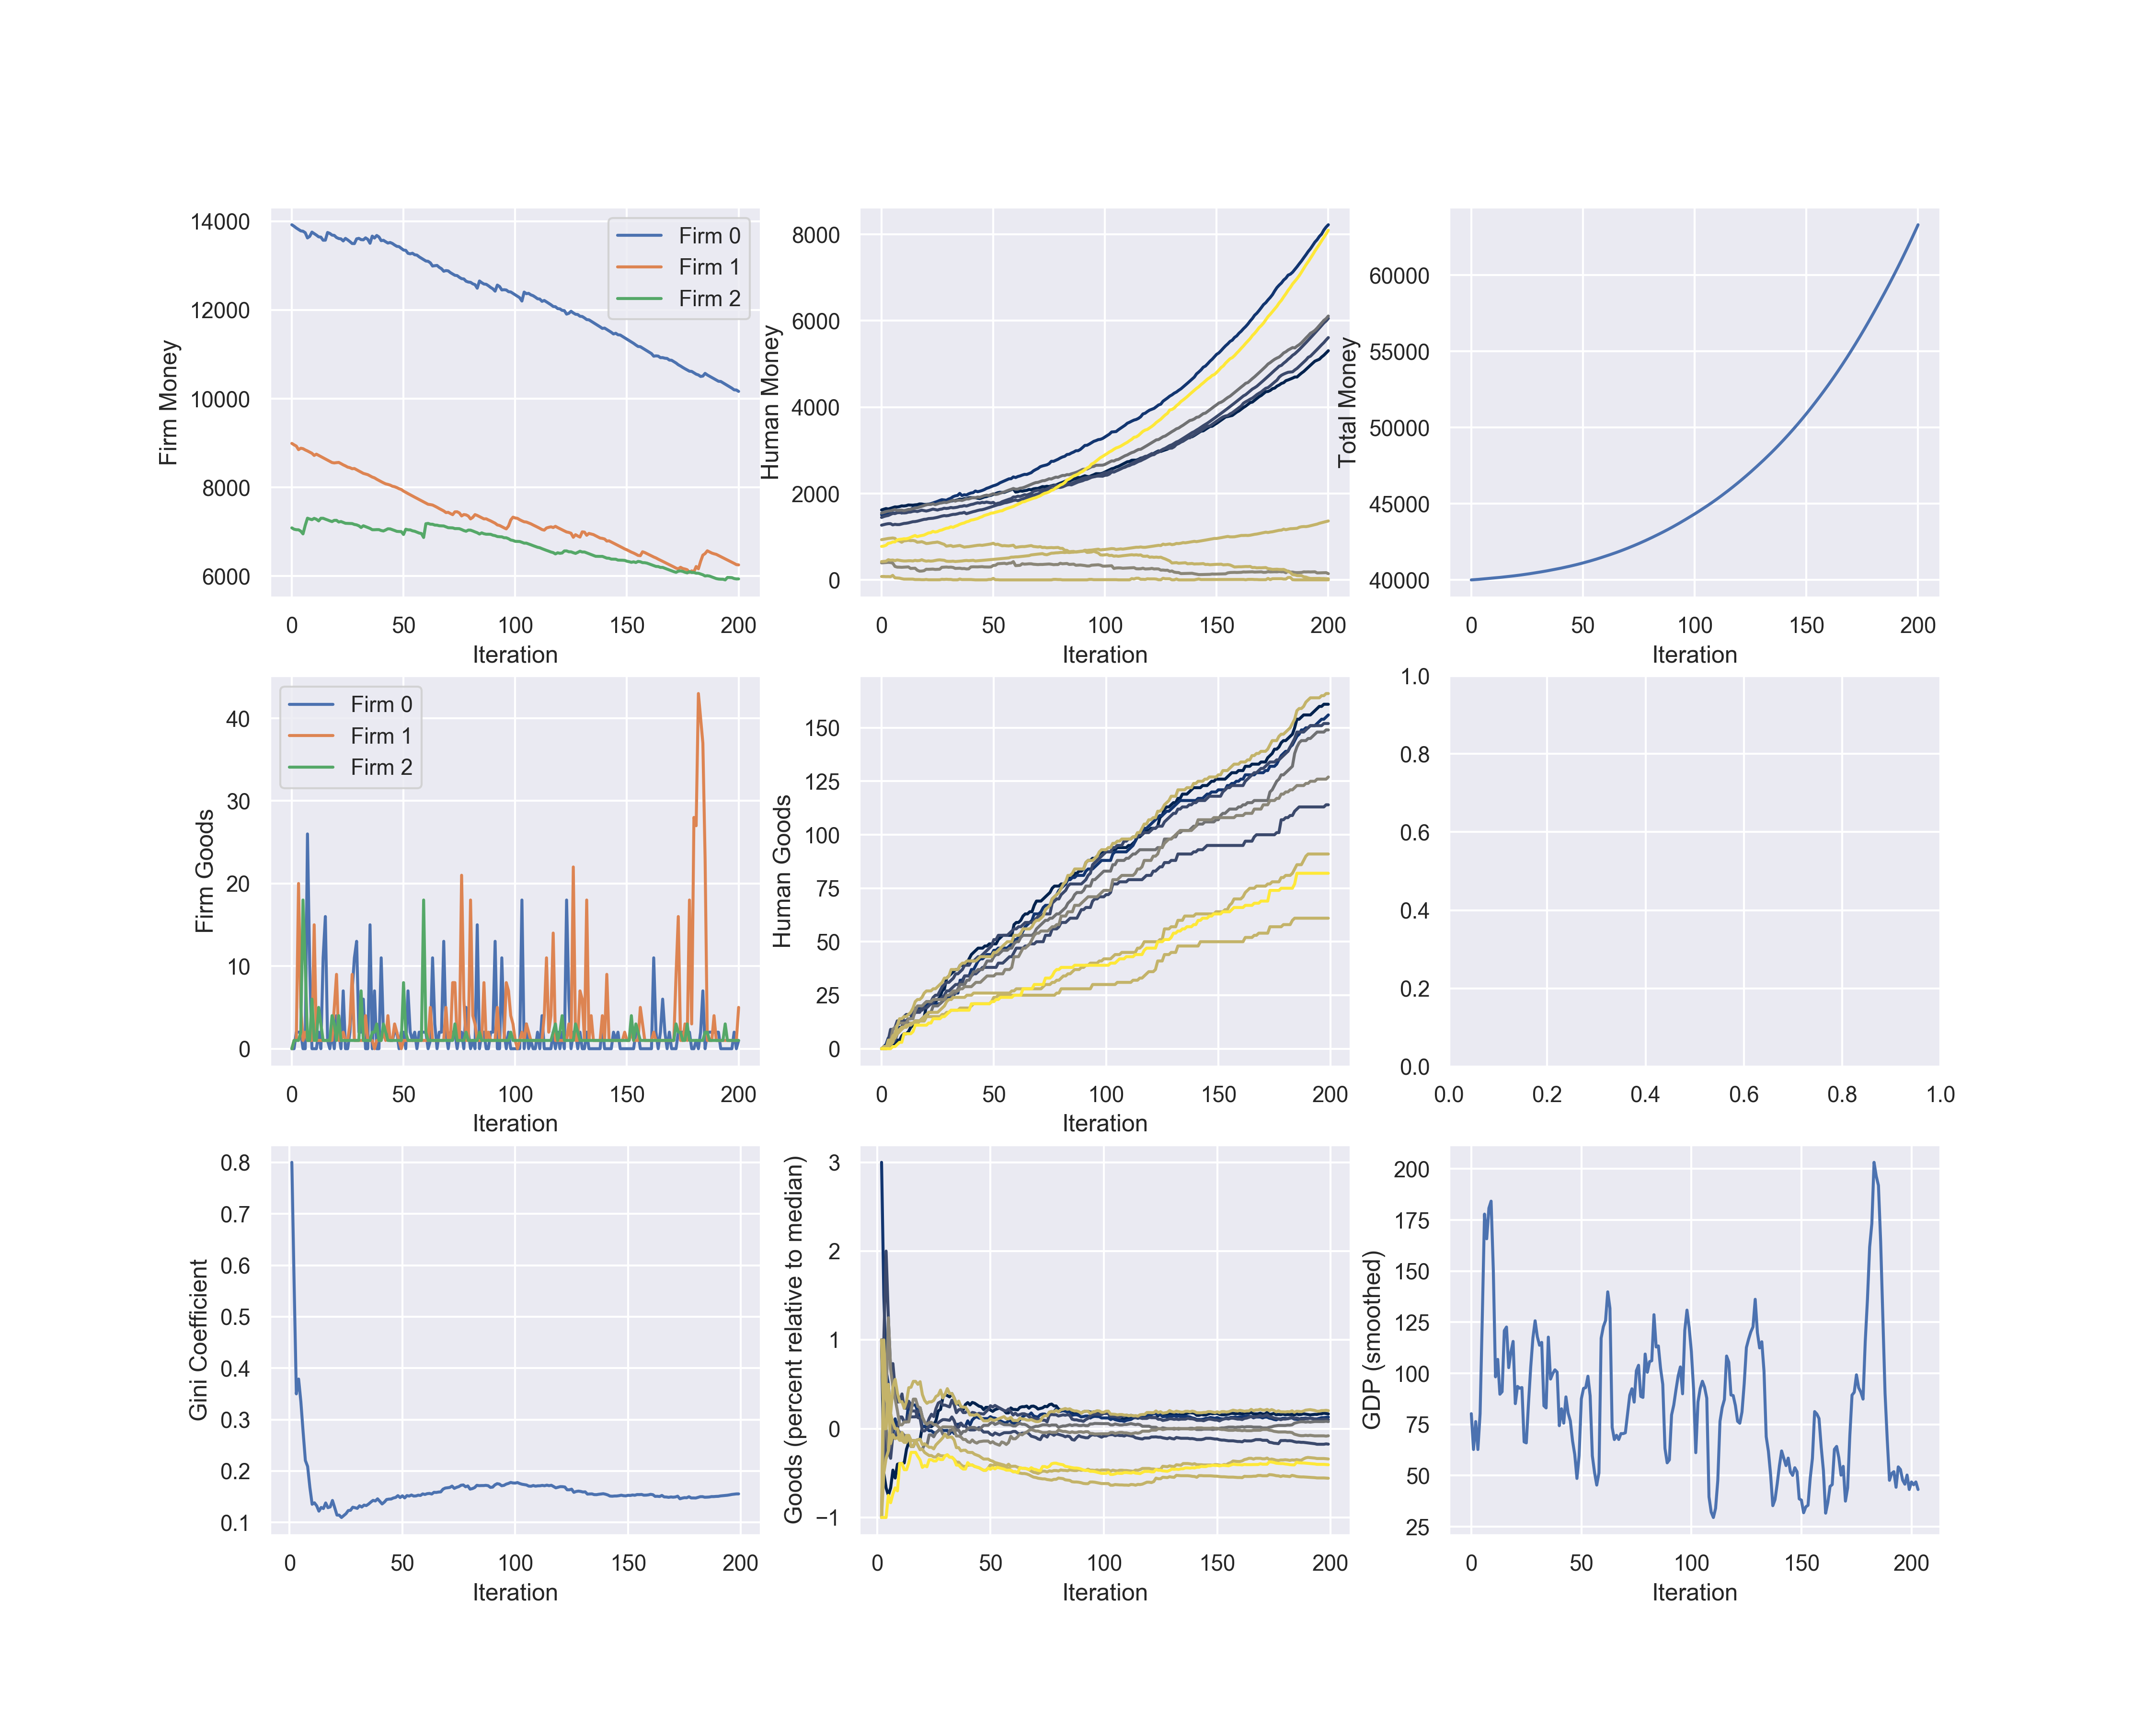 14000
12000
10000
8000
6000
Firm Money
Firm 0
Firm 1
Firm 2
0 50 100 150 200
Iteration
8000
6000
4000
2000
0
Human Money
0 50 100 150 200
Iteration
60000
55000
50000
45000
40000
Total Money
0 50 100 150 200
Iteration
40
30
20
10
0
Firm Goods
Firm 0
Firm 1
Firm 2
0 50 100 150 200
Iteration
150
125
100
75
50
25
0
Human Goods
0 50 100 150 200
Iteration
1.0
0.8
0.6
0.4
0.2
0.0
0.0 0.2 0.4 0.6 0.8 1.0
0.8
0.7
0.6
0.5
0.4
0.3
0.2
0.1
Gini Coefficient
0 50 100 150 200
Iteration
3
2
1
0
−1
Goods (percent relative to median)
0 50 100 150 200
Iteration
200
175
150
125
100
75
50
25
GDP (smoothed)
0 50 100 150 200
Iteration